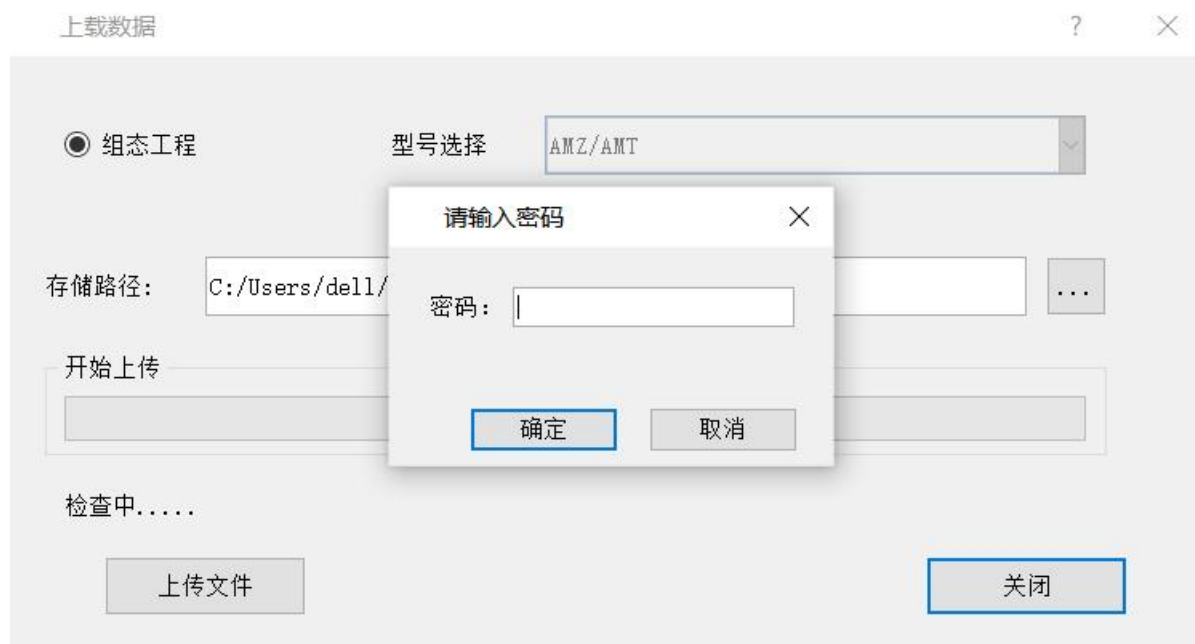 上载数据
?
组态工程
型号选择
AMZ/AMT
请输入密码
存储路径:
C:/Users/dell/
...
密码:
开始上传
确定
取消
检查中.....
上传文件
关闭